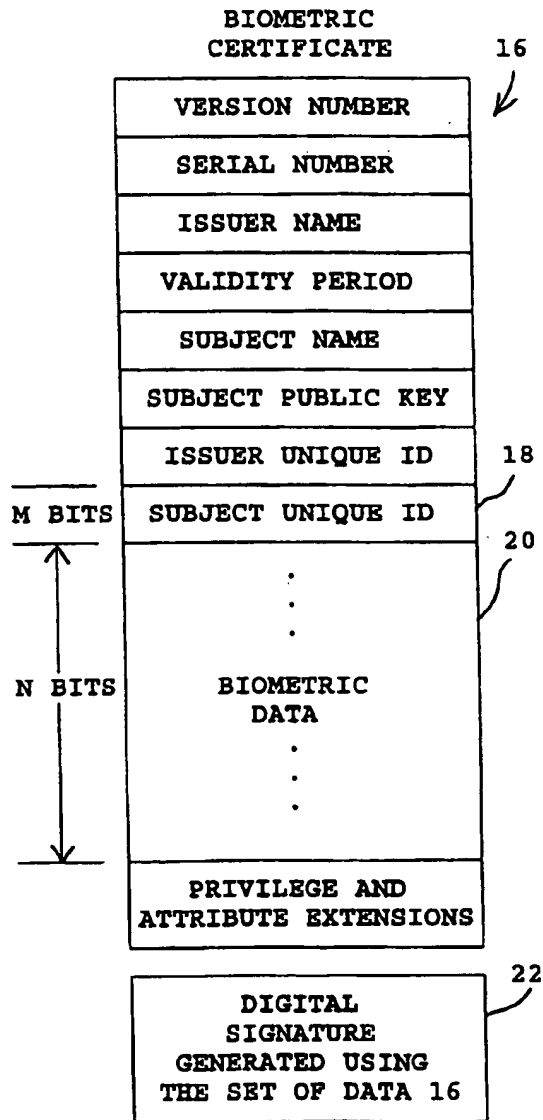 BIOMETRIC
CERTIFICATE
16
VERSION NUMBER
SERIAL NUMBER
ISSUER NAME
VALIDITY PERIOD
SUBJECT NAME
SUBJECT PUBLIC KEY
ISSUER UNIQUE ID
18
M BITS
SUBJECT UNIQUE ID
20
N BITS
BIOMETRIC
DATA
PRIVILEGE AND
ATTRIBUTE EXTENSIONS
22
DIGITAL
SIGNATURE
GENERATED USING
THE SET OF DATA 16